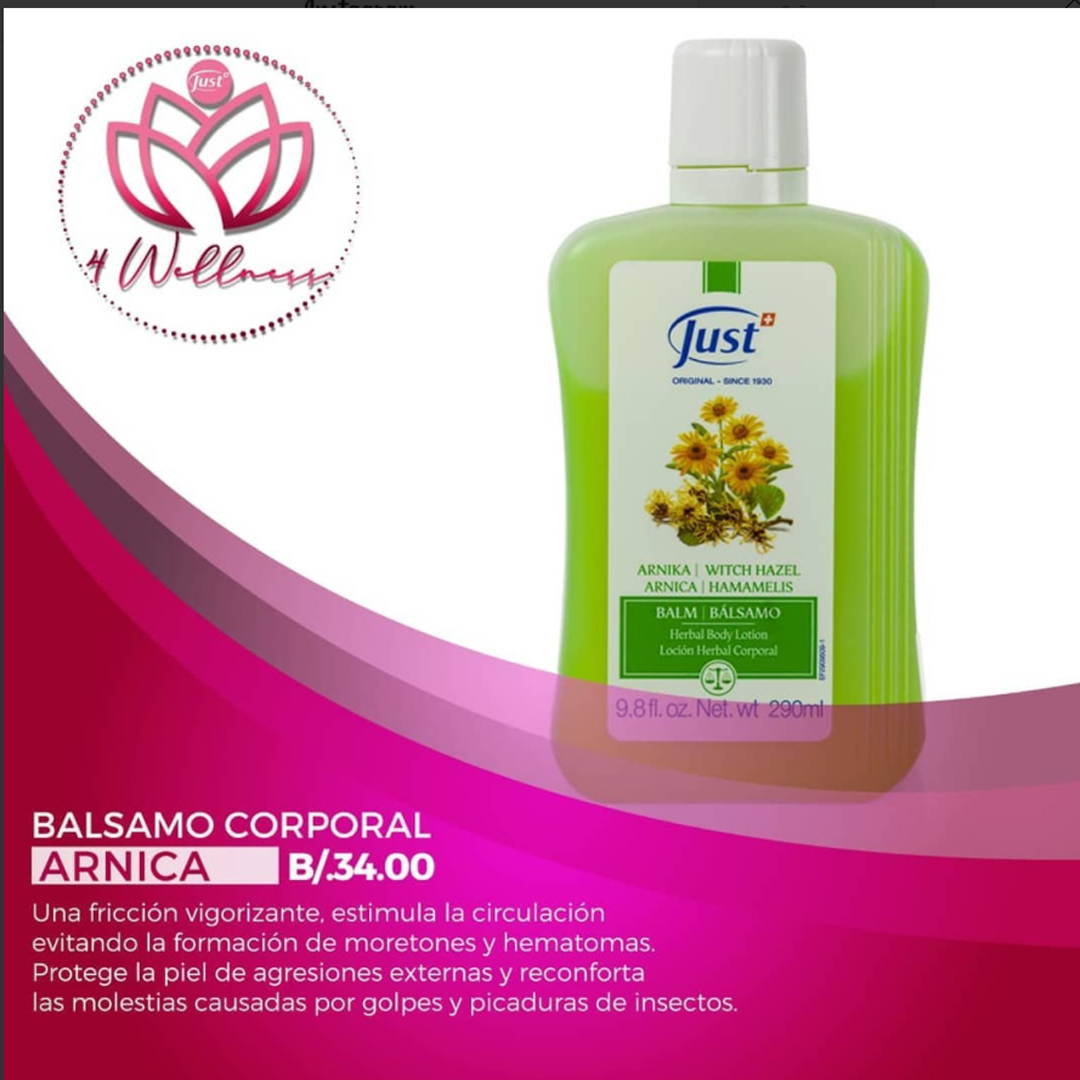 Just
4 Wellness
Just
ORIGINAL - SINCE 1930
ARNIKA | WITCH HAZEL
ARNICA | HAMAMELIS
BALM | BÁLSAMO
Herbal Body Lotion
Loción Herbal Corporal
9.8 fl. oz. Net. wt 290ml
BALSAMO CORPORAL
ARNICA B/.34.00
Una fricción vigorizante, estimula la circulación
evitando la formación de moretones y hematomas.
Protege la piel de agresiones externas y reconforta
las molestias causadas por golpes y picaduras de insectos.